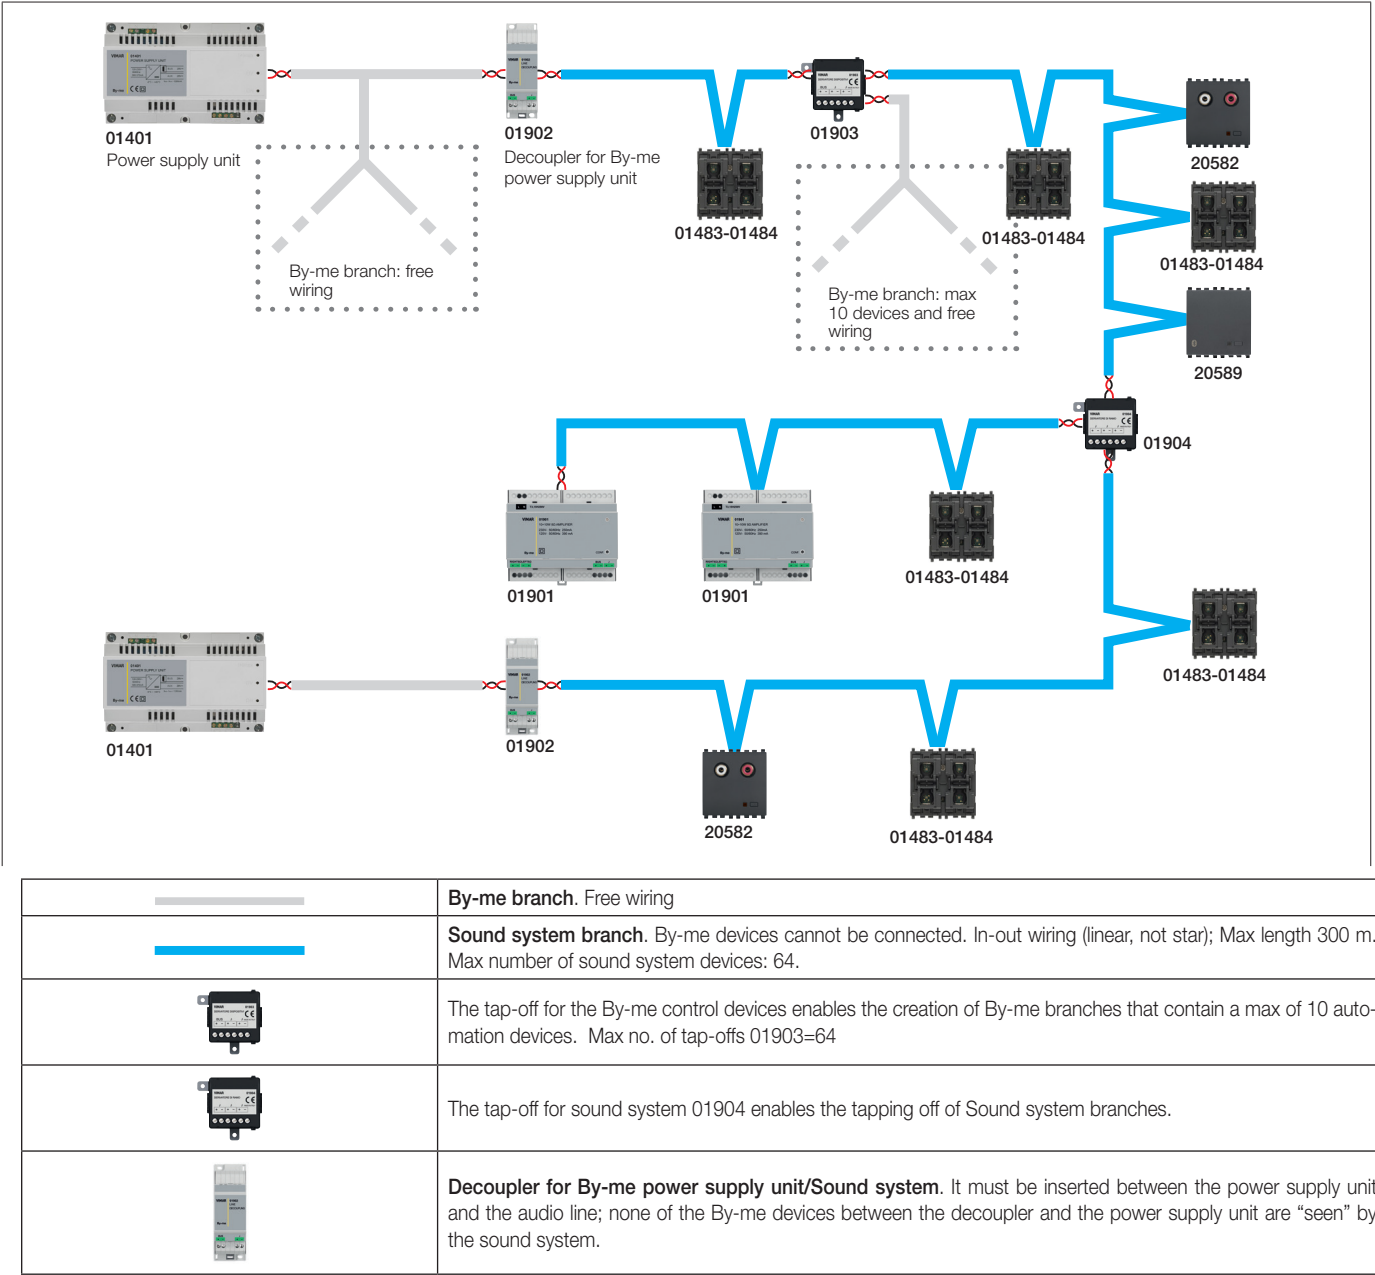 01401
Power supply unit
01902
Decoupler for By-me
power supply unit
01903
01483-01484
01483-01484
20582
01483-01484
20589
By-me branch: free
wiring
By-me branch: max
10 devices and free
wiring
01904
01901
01901
01483-01484
01483-01484
01401
01902
20582
01483-01484
By-me branch. Free wiring
Sound system branch. By-me devices cannot be connected. In-out wiring (linear, not star); Max length 300 m.
Max number of sound system devices: 64.
The tap-off for the By-me control devices enables the creation of By-me branches that contain a max of 10 auto-
mation devices. Max no. of tap-offs 01903=64
The tap-off for sound system 01904 enables the tapping off of Sound system branches.
Decoupler for By-me power supply unit/Sound system. It must be inserted between the power supply unit
and the audio line; none of the By-me devices between the decoupler and the power supply unit are “seen” by
the sound system.